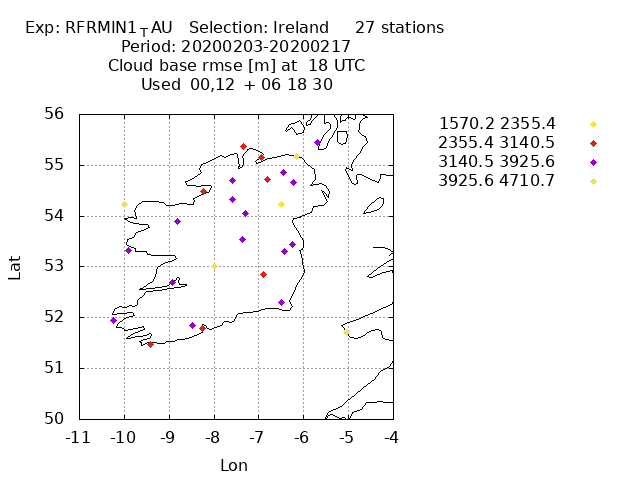 Exp: RFRMIN1┬AU Selection: Ireland 27 stations
Period: 20200203-20200217
Cloud base rmse [m] at 18 UTC
Used 00,12 + 06 18 30
1570.2 2355.4
2355.4 3140.5
3140.5 3925.6
3925.6 4710.7
56
55
54
53
52
51
50
Lat
-11 -10 -9 -8 -7 -6 -5 -4
Lon